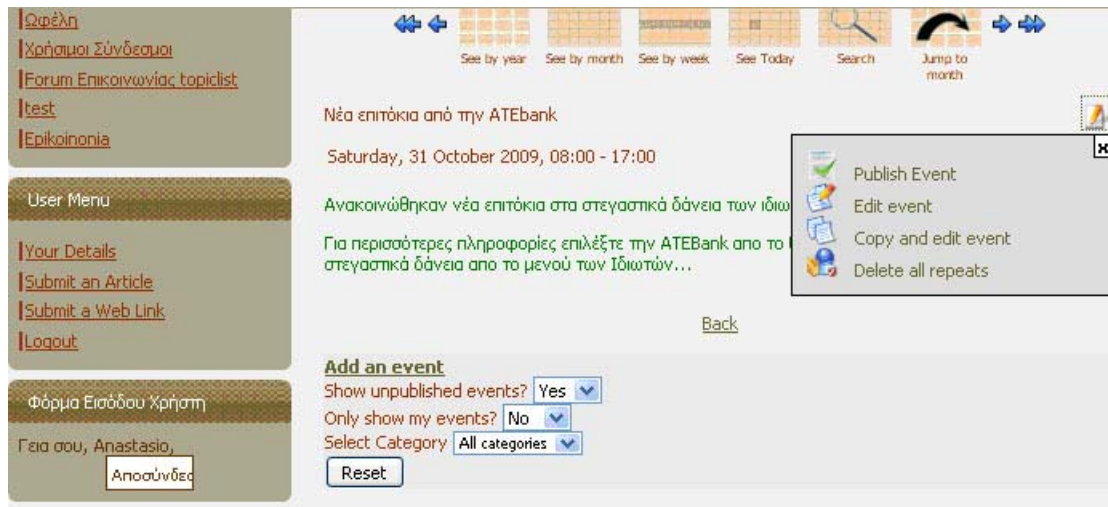 Ωφέλη
Χρήσιμοι Σύνδεσμοι
Forum Επικοινωνίας topiclist
test
Epikoinonia
User Menu
Your Details
Submit an Article
Submit a Web Link
Logout
Φόρμα Εισόδου Χρήστη
Γεια σου, Anastasio,
Αποσύνδεσ
See by year
See by month
See by week
See Today
Search
Jump to
month
Νέα επιτόκια από την ATEbank
Saturday, 31 October 2009, 08:00 - 17:00
Ανακοινώθηκαν νέα επιτόκια στα στεγαστικά δάνεια των ιδιω
Για περισσότερες πληροφορίες επιλέξτε την ATEBank απο το
στεγαστικά δάνεια απο το μενού των Ιδιωτών...
x
Publish Event
Edit event
Copy and edit event
Delete all repeats
Back
Add an event
Show unpublished events? Yes
Only show my events? No
Select Category All categories
Reset